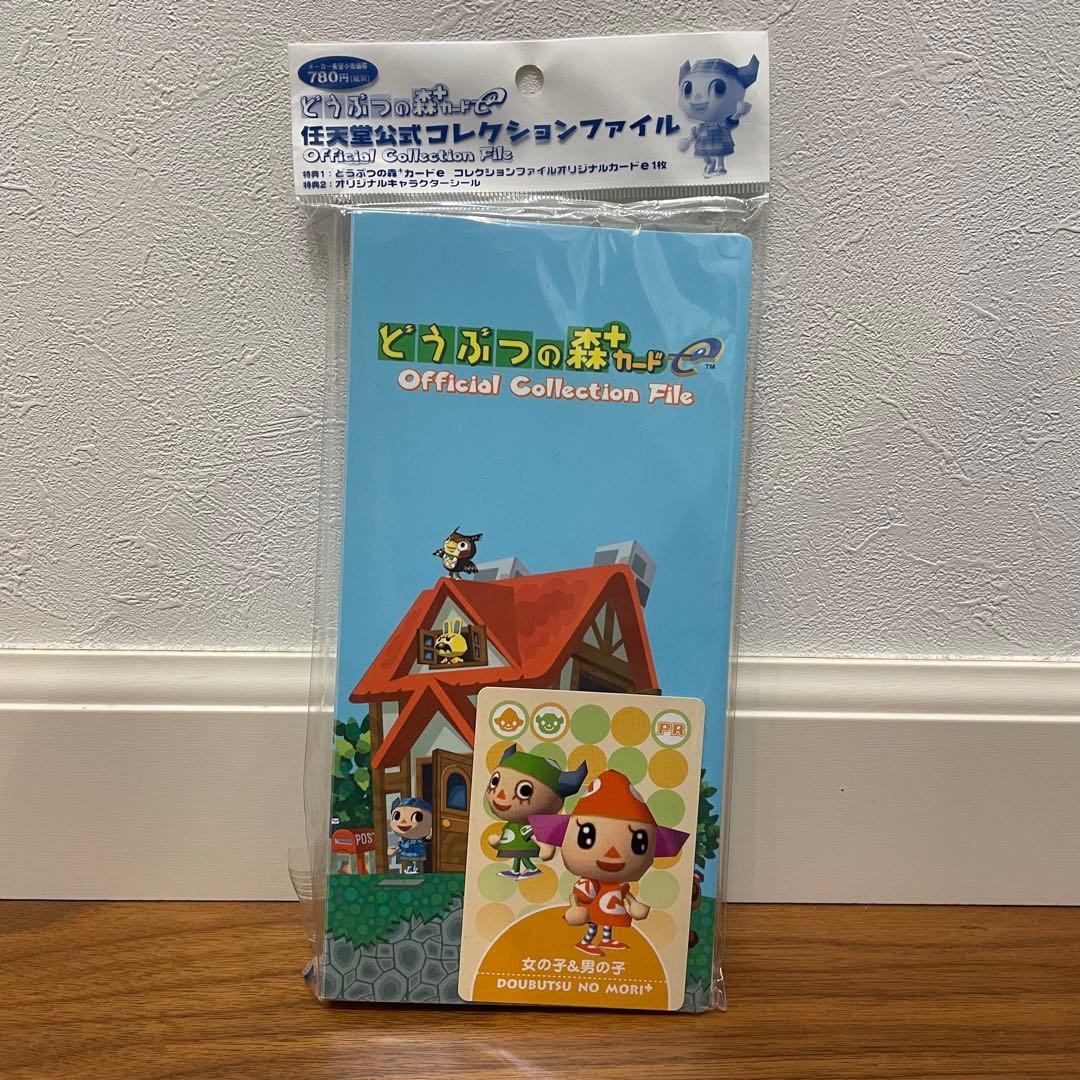 メーカー希望小売価格
780円(税別)
どうぶつの森+カードe
任天堂公式コレクションファイル
Official Collection File
特典1：どうぶつの森+カードe コレクションファイルオリジナルカードe1枚
特典2：オリジナルキャラクターシール
どうぶつの森+カードe TM
Official Collection File
POST
PR
女の子&男の子
DOUBUTSU NO MORI+